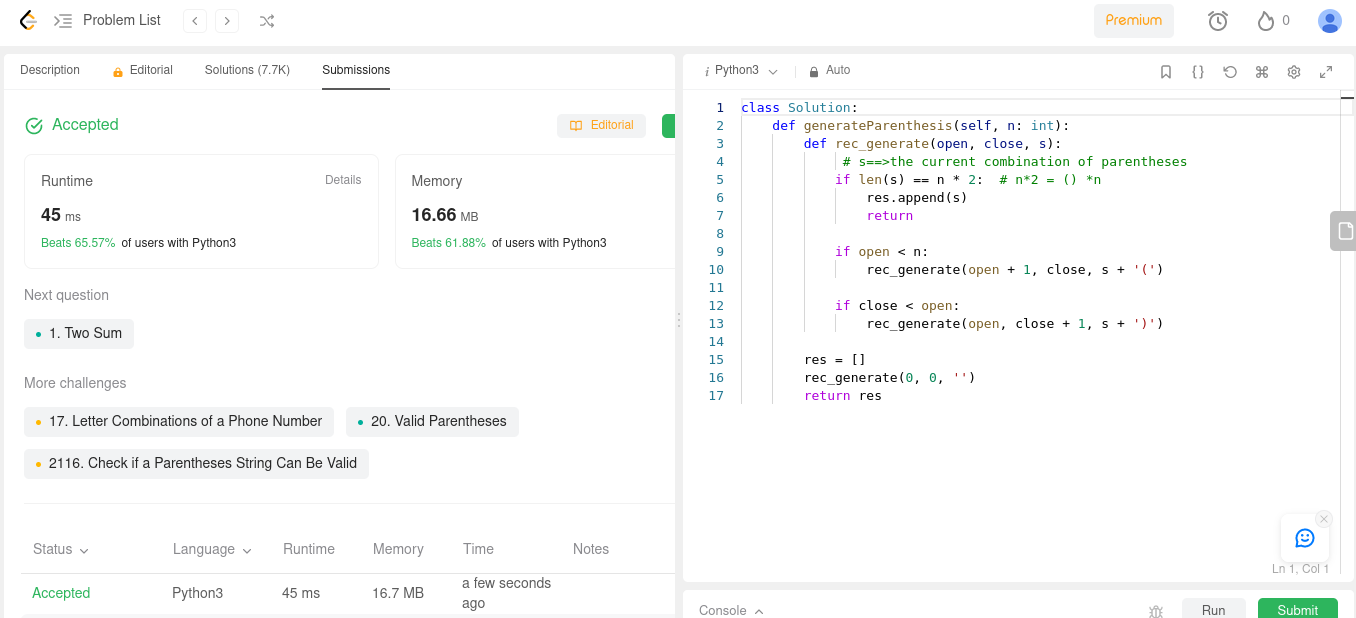 Problem List
Premium
0
Description
Editorial
Solutions (7.7K)
Submissions
Accepted
Editorial
Runtime
Details
45 ms
Beats 65.57% of users with Python3
Memory
16.66 MB
Beats 61.88% of users with Python3
Next question
1. Two Sum
More challenges
17. Letter Combinations of a Phone Number
20. Valid Parentheses
2116. Check if a Parentheses String Can Be Valid
Status Language Runtime Memory Time Notes
Accepted Python3 45 ms 16.7 MB a few seconds
ago
i Python3
Auto
1 class Solution:
2     def generateParenthesis(self, n: int):
3         def rec_generate(open, close, s):
4              # s==>the current combination of parentheses
5             if len(s) == n * 2:  # n*2 = () *n
6                 res.append(s)
7                 return
8
9             if open < n:
10                 rec_generate(open + 1, close, s + '(')
11
12             if close < open:
13                 rec_generate(open, close + 1, s + ')')
14
15         res = []
16         rec_generate(0, 0, '')
17         return res
Ln 1, Col 1
Console
Run
Submit